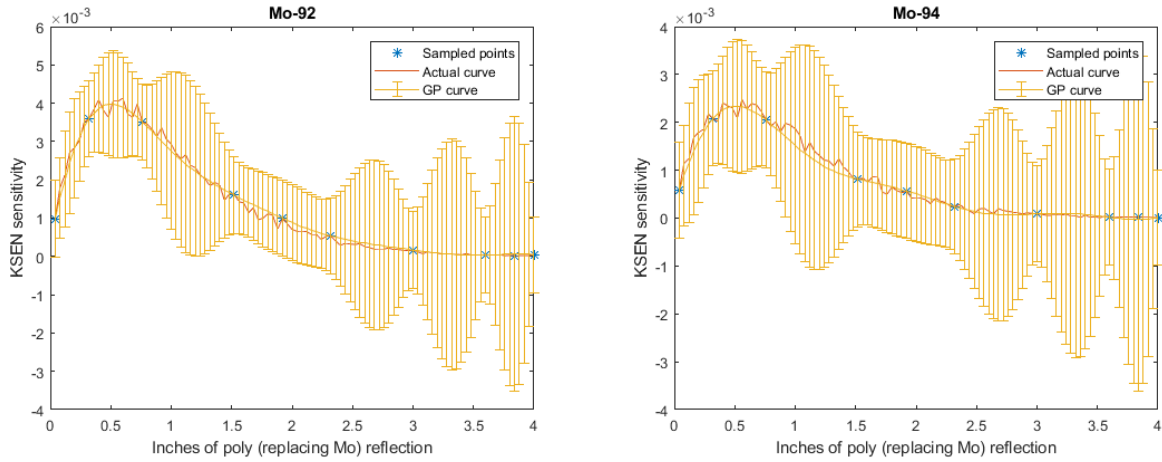 Mo-92
×10⁻³
6
5
4
3
2
1
0
-1
-2
-3
-4
KSEN sensitivity
Sampled points
Actual curve
GP curve
0 0.5 1 1.5 2 2.5 3 3.5 4
Inches of poly (replacing Mo) reflection
Mo-94
×10⁻³
4
3
2
1
0
-1
-2
-3
-4
KSEN sensitivity
Sampled points
Actual curve
GP curve
0 0.5 1 1.5 2 2.5 3 3.5 4
Inches of poly (replacing Mo) reflection